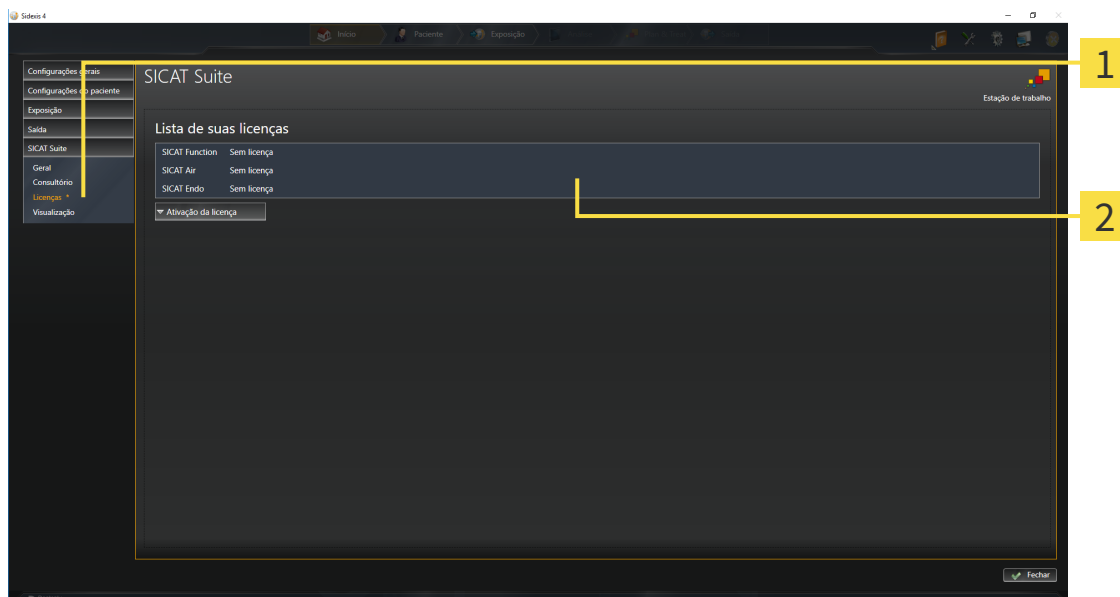 Sidexis 4
Início
Paciente
Exposição
1
Configurações gerais
Configurações do paciente
Exposição
Saída
SICAT Suite
Geral
Consultório
Licenças *
Visualização
SICAT Suite
Estação de trabalho
Lista de suas licenças
SICAT Function Sem licença
SICAT Air Sem licença
SICAT Endo Sem licença
Ativação da licença
2
Fechar